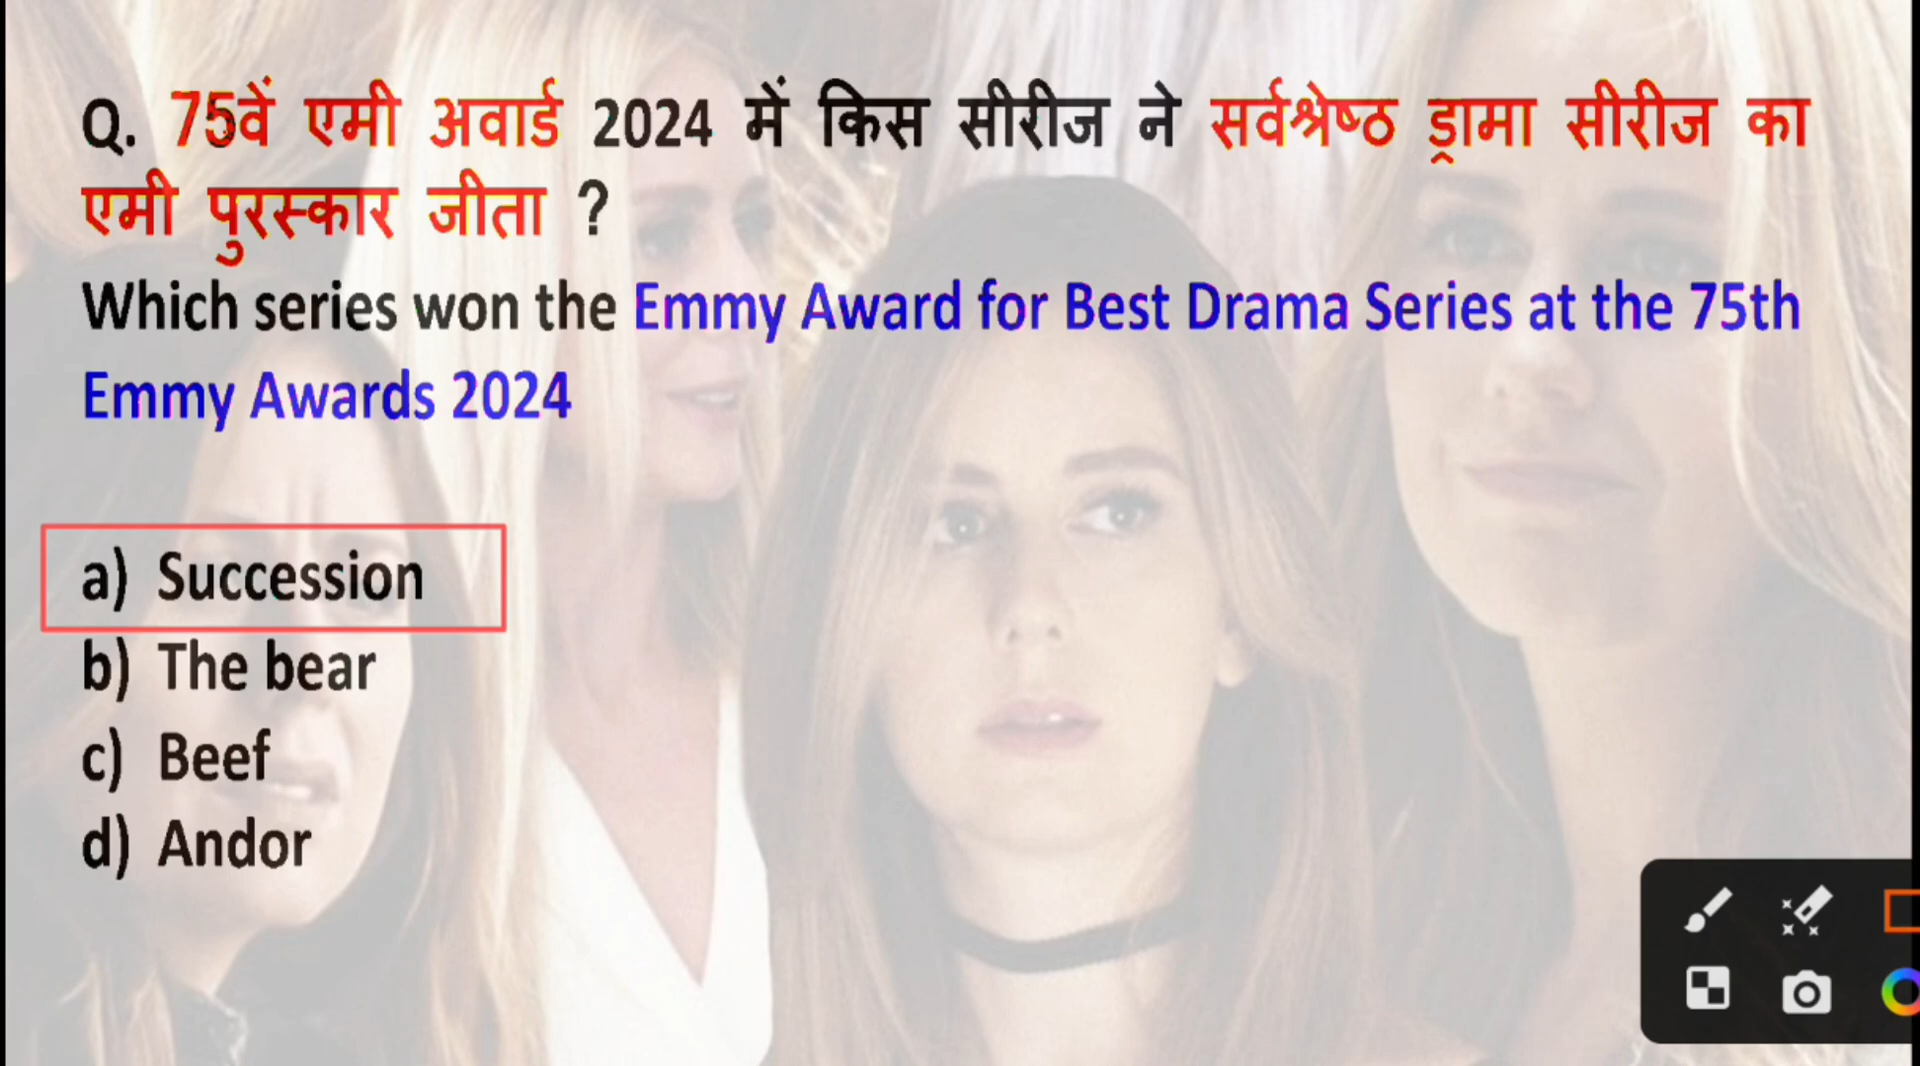 Q. 75वें एमी अवार्ड 2024 में किस सीरीज ने सर्वश्रेष्ठ ड्रामा सीरीज का
एमी पुरस्कार जीता ?
Which series won the Emmy Award for Best Drama Series at the 75th
Emmy Awards 2024
a) Succession
b) The bear
c) Beef
d) Andor